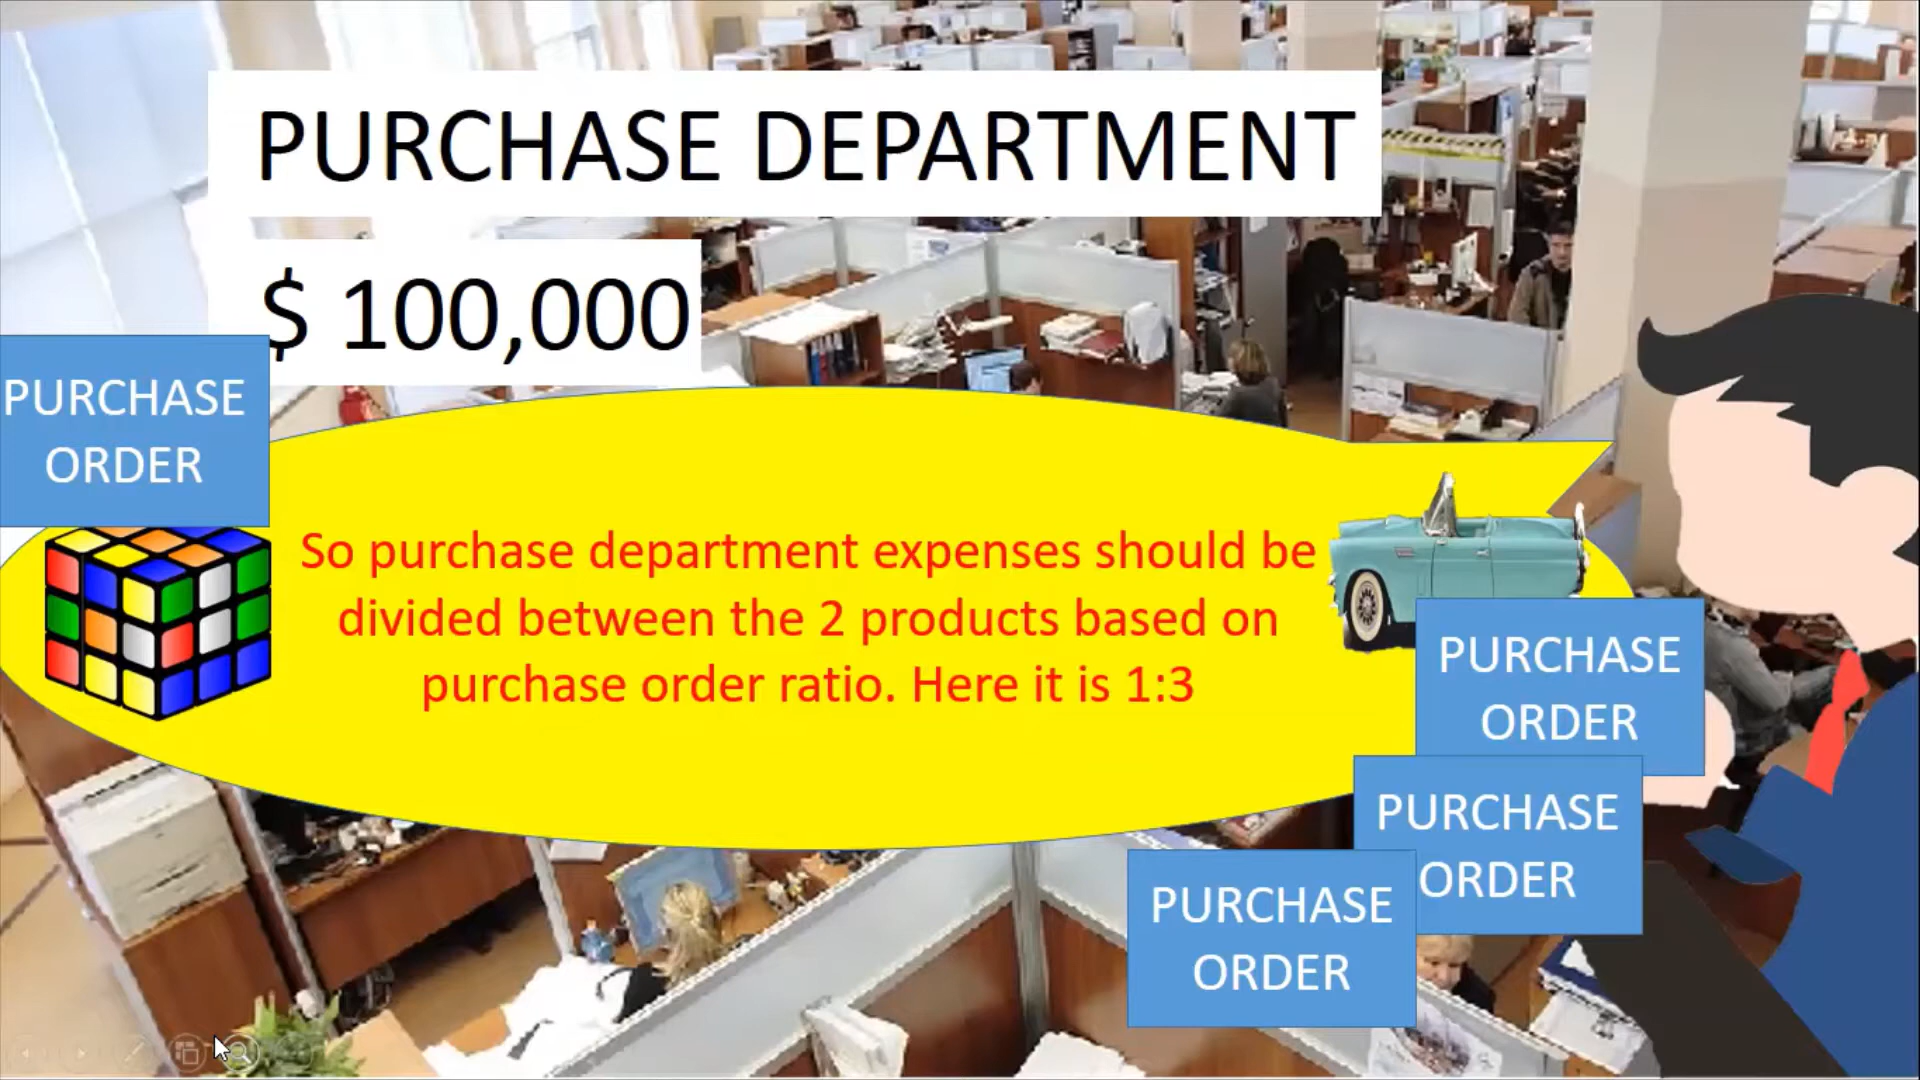 PURCHASE DEPARTMENT
$ 100,000
PURCHASE
ORDER
So purchase department expenses should be
divided between the 2 products based on
purchase order ratio. Here it is 1:3
PURCHASE
ORDER
PURCHASE
ORDER
PURCHASE
ORDER